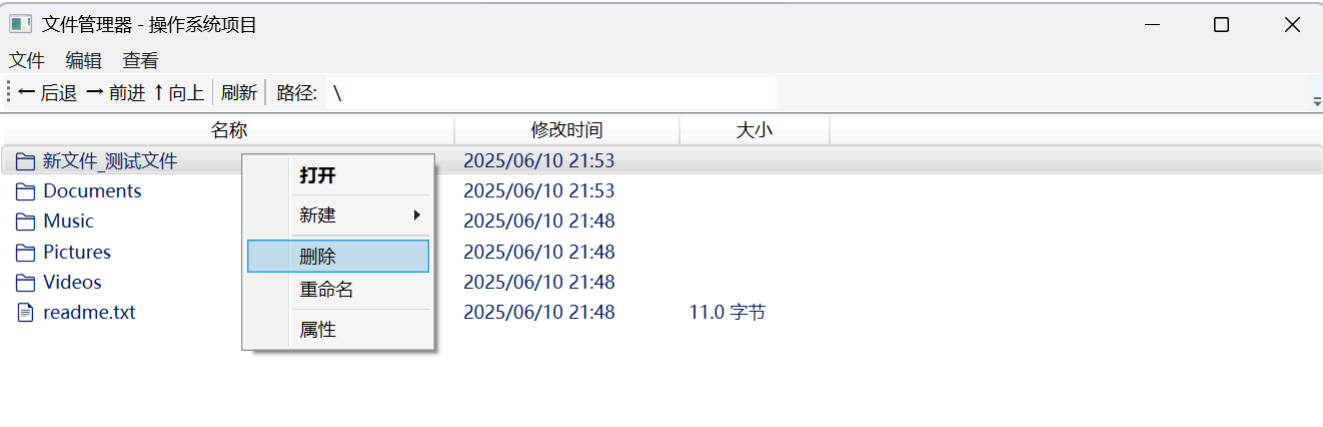 文件管理器 - 操作系统项目
文件 编辑 查看
← 后退 → 前进 ↑ 向上 刷新 路径: \
名称 修改时间 大小
新文件_测试文件 2025/06/10 21:53
Documents 2025/06/10 21:53
Music 2025/06/10 21:48
Pictures 2025/06/10 21:48
Videos 2025/06/10 21:48
readme.txt 2025/06/10 21:48 11.0 字节
打开
新建
删除
重命名
属性